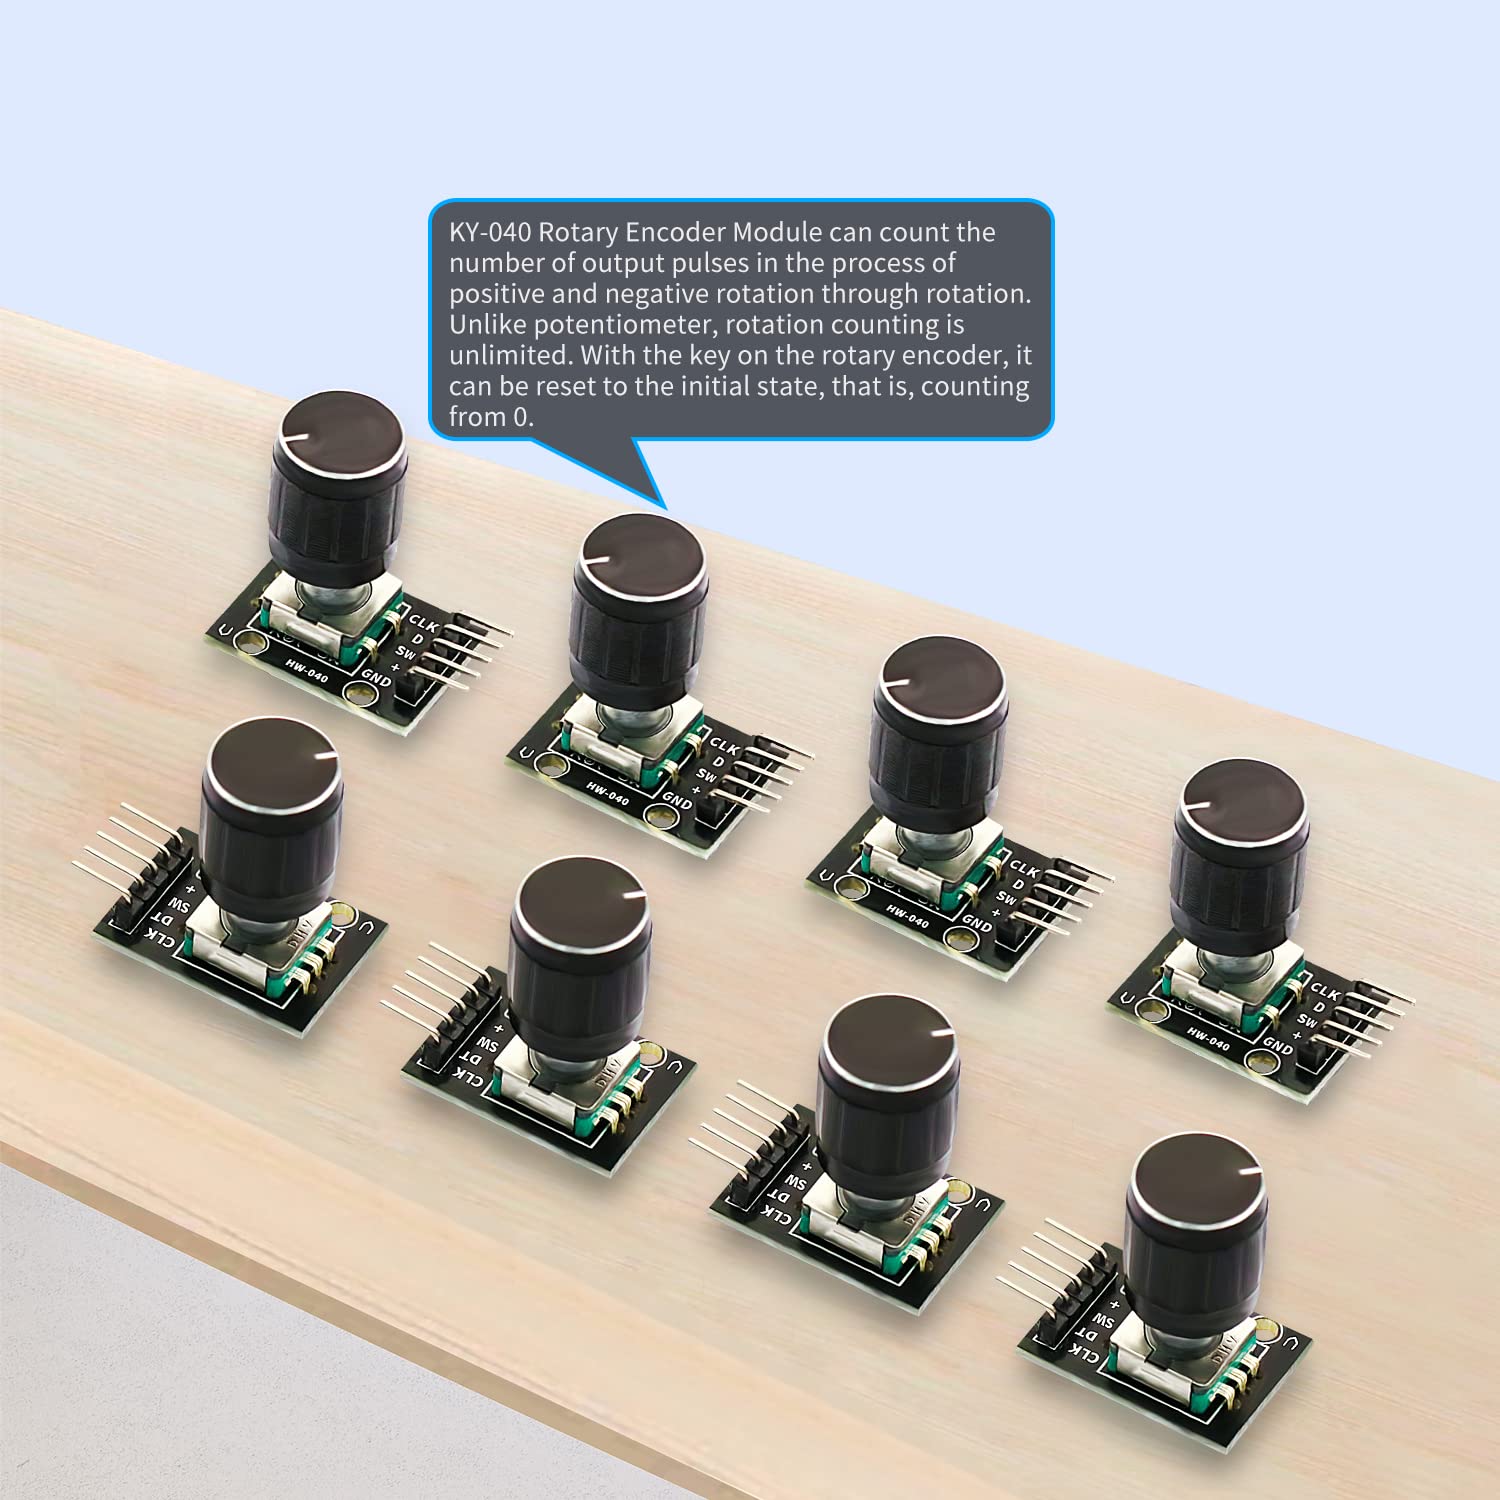 KY-040 Rotary Encoder Module can count the
number of output pulses in the process of
positive and negative rotation through rotation.
Unlike potentiometer, rotation counting is
unlimited. With the key on the rotary encoder, it
can be reset to the initial state, that is, counting
from 0.
CLK
D
SW
+
GND
HW-040
CLK
D
SW
+
GND
HW-040
CLK
D
SW
+
GND
HW-040
CLK
D
SW
+
GND
HW-040
+
SW
DT
CLK
+
SW
DT
CLK
+
SW
DT
CLK
+
SW
DT
CLK